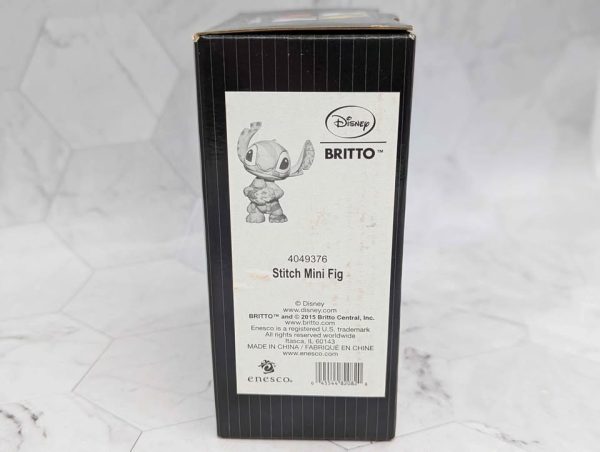 Disney
BRITTO™
4049376
Stitch Mini Fig
© Disney
www.disney.com
BRITTO™ and © 2015 Britto Central, Inc.
www.britto.com
Enesco is a registered U.S. trademark
All rights reserved worldwide
Itasca, IL 60143
MADE IN CHINA / FABRIQUÉ EN CHINE
www.enesco.com
enesco®